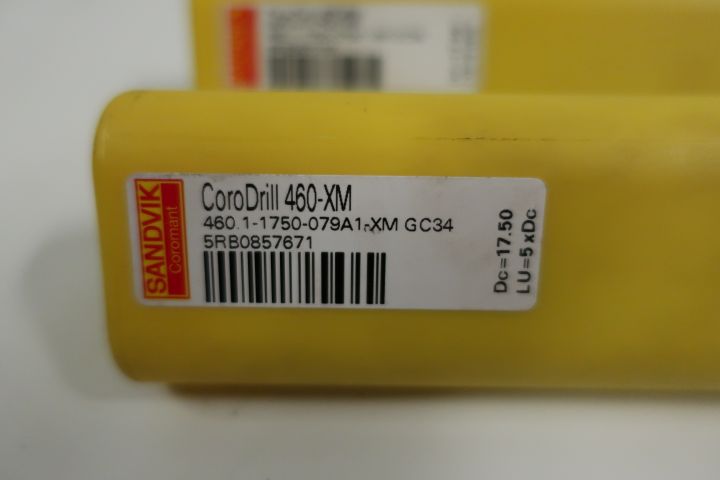 SANDVIK
Coromant
CoroDrill 460-XM
460.1-1750-079A1-XM GC34
5RB0857671
Dc=17.50
LU=5xDc